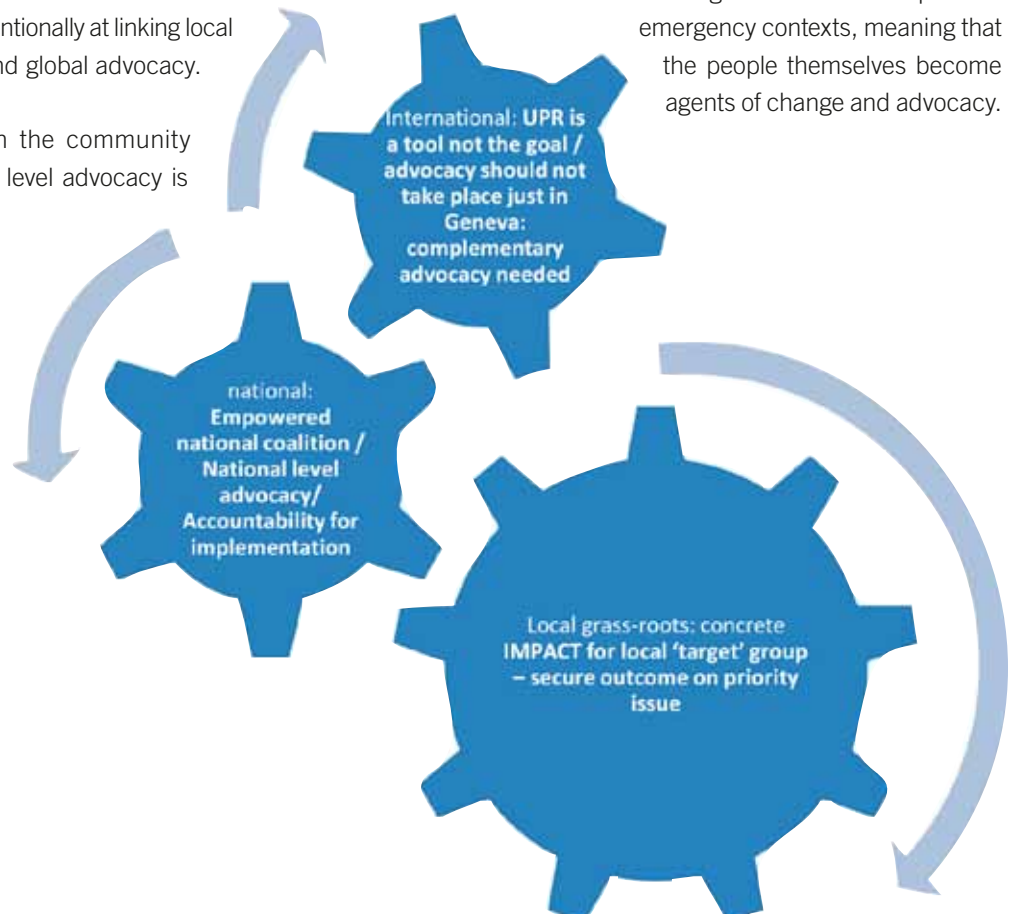 ntionally at linking local
nd global advocacy.
the community
level advocacy is
emergency contexts, meaning that
the people themselves become
agents of change and advocacy.
International: UPR is
a tool not the goal /
advocacy should not
take place just in
Geneva:
complementary
advocacy needed
national:
Empowered
national coalition /
National level
advocacy/
Accountability for
implementation
Local grass-roots: concrete
IMPACT for local ‘target’ group
– secure outcome on priority
issue